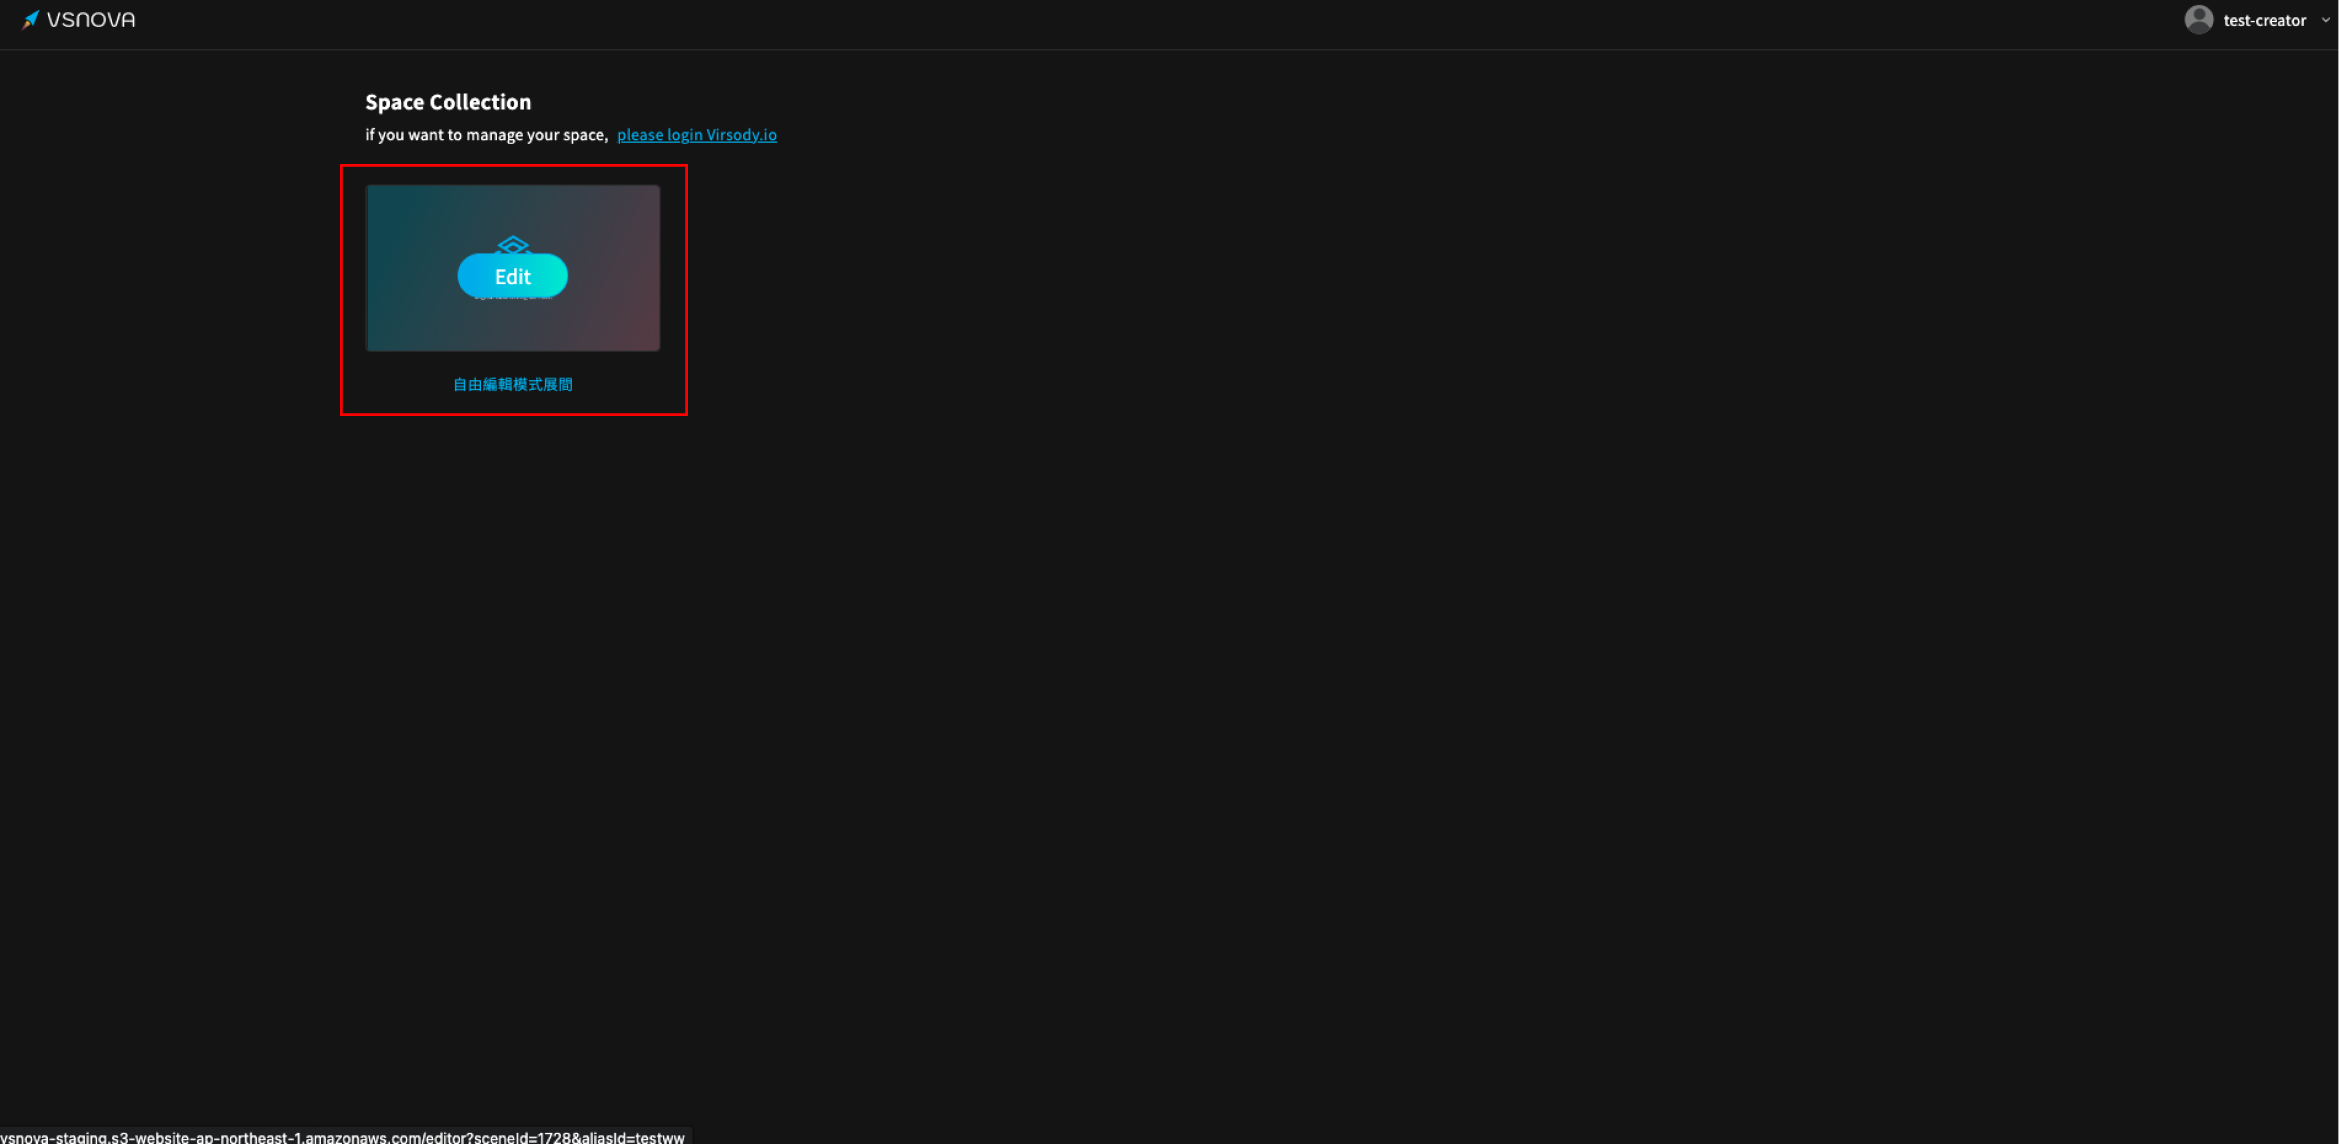 VSNOVA
test-creator
Space Collection
if you want to manage your space, please login Virsody.io
Edit
自由編輯模式展間
vsnova-staging.s3-website-ap-northeast-1.amazonaws.com/editor?sceneId=1728&aliasId=testww